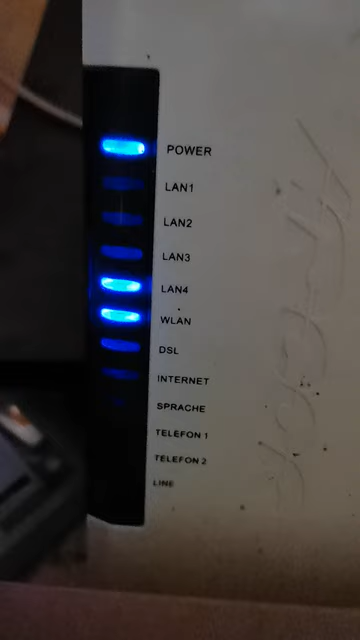 POWER
LAN1
LAN2
LAN3
LAN4
WLAN
DSL
INTERNET
SPRACHE
TELEFON 1
TELEFON 2
LINE